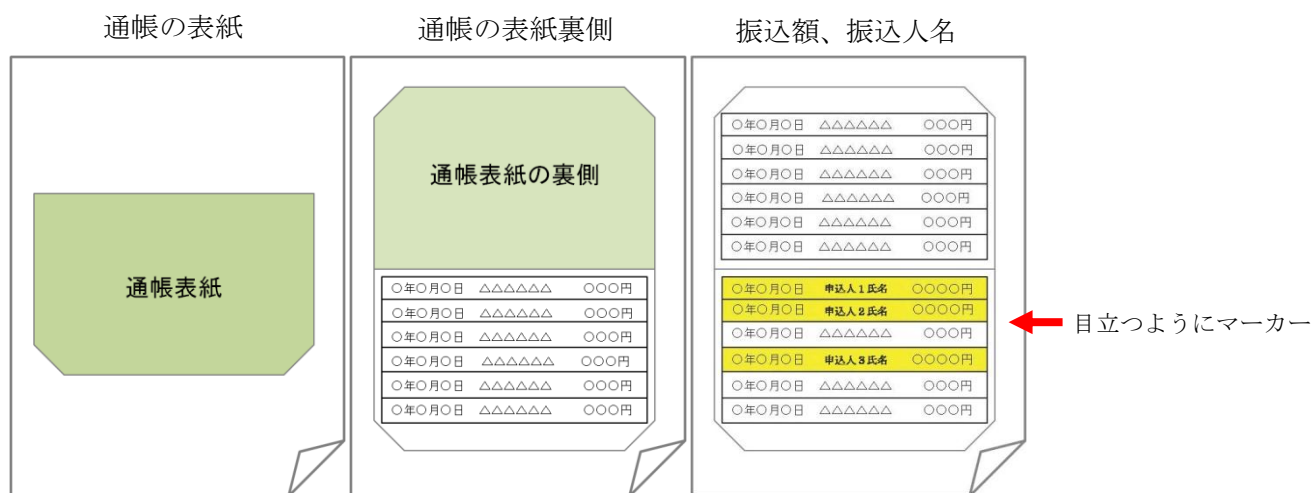 通帳の表紙
通帳の表紙裏側
振込額、振込人名
通帳表紙
通帳表紙の裏側
○年○月○日 △△△△△△ ○○○円
○年○月○日 △△△△△△ ○○○円
○年○月○日 △△△△△△ ○○○円
○年○月○日 △△△△△△ ○○○円
○年○月○日 △△△△△△ ○○○円
○年○月○日 △△△△△△ ○○○円
○年○月○日 △△△△△△ ○○○円
○年○月○日 △△△△△△ ○○○円
○年○月○日 △△△△△△ ○○○円
○年○月○日 △△△△△△ ○○○円
○年○月○日 △△△△△△ ○○○円
○年○月○日 △△△△△△ ○○○円
○年○月○日 申込人1氏名 ○○○○円
○年○月○日 申込人2氏名 ○○○○円
○年○月○日 △△△△△△ ○○○円
○年○月○日 申込人3氏名 ○○○○円
○年○月○日 △△△△△△ ○○○円
○年○月○日 △△△△△△ ○○○円
目立つようにマーカー